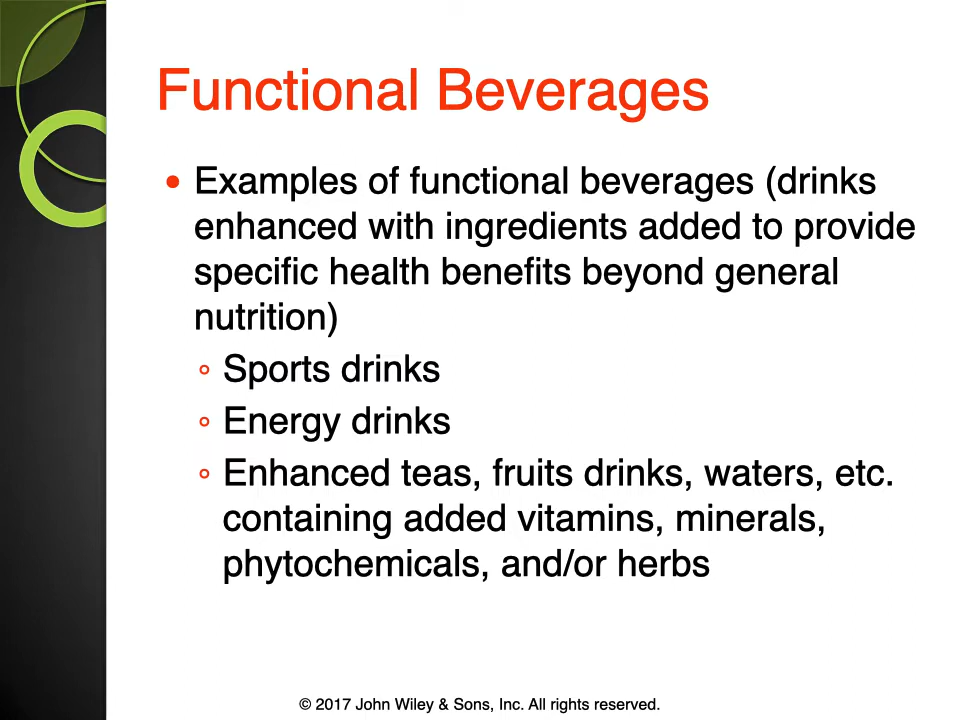 Functional Beverages
• Examples of functional beverages (drinks
enhanced with ingredients added to provide
specific health benefits beyond general
nutrition)
◦ Sports drinks
◦ Energy drinks
◦ Enhanced teas, fruits drinks, waters, etc.
containing added vitamins, minerals,
phytochemicals, and/or herbs
© 2017 John Wiley & Sons, Inc. All rights reserved.